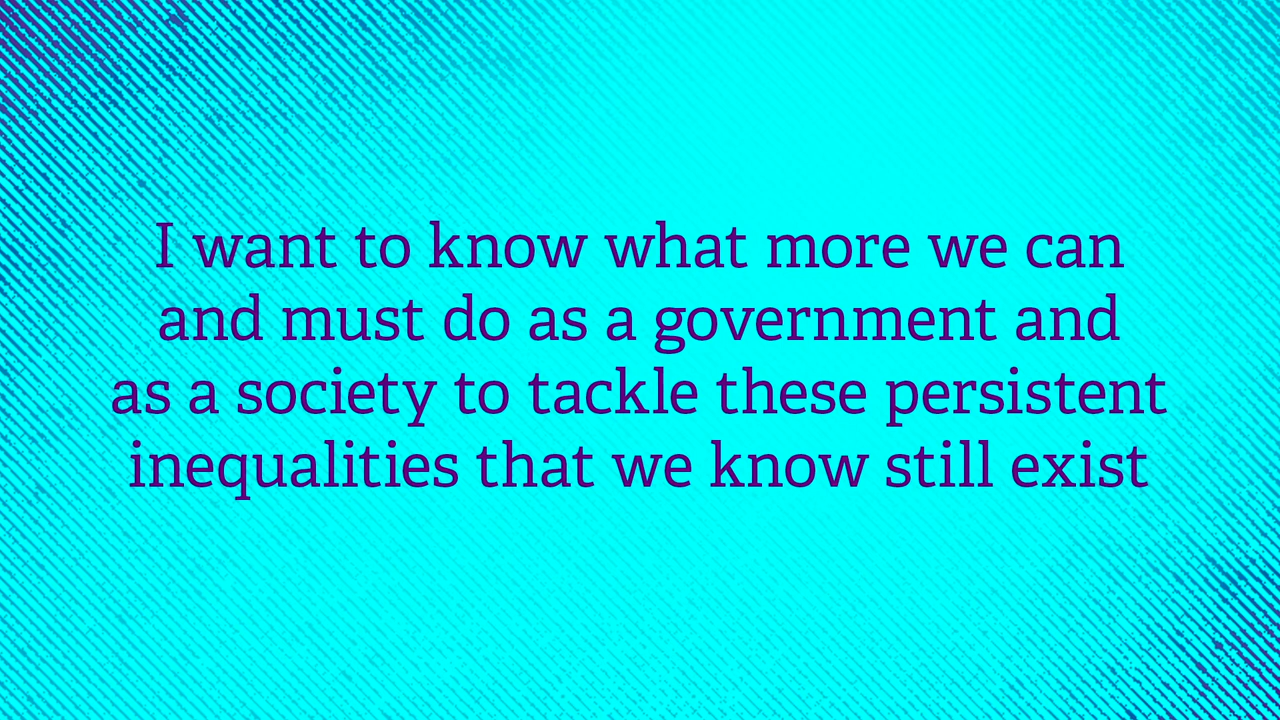 I want to know what more we can
and must do as a government and
as a society to tackle these persistent
inequalities that we know still exist